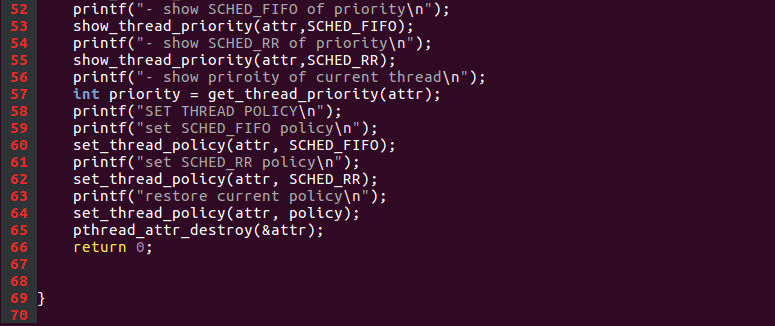 52 printf("- show SCHED_FIFO of priority\n");
53 show_thread_priority(attr,SCHED_FIFO);
54 printf("- show SCHED_RR of priority\n");
55 show_thread_priority(attr,SCHED_RR);
56 printf("- show priroity of current thread\n");
57 int priority = get_thread_priority(attr);
58 printf("SET THREAD POLICY\n");
59 printf("set SCHED_FIFO policy\n");
60 set_thread_policy(attr, SCHED_FIFO);
61 printf("set SCHED_RR policy\n");
62 set_thread_policy(attr, SCHED_RR);
63 printf("restore current policy\n");
64 set_thread_policy(attr, policy);
65 pthread_attr_destroy(&attr);
66 return 0;
67
68
69 }
70